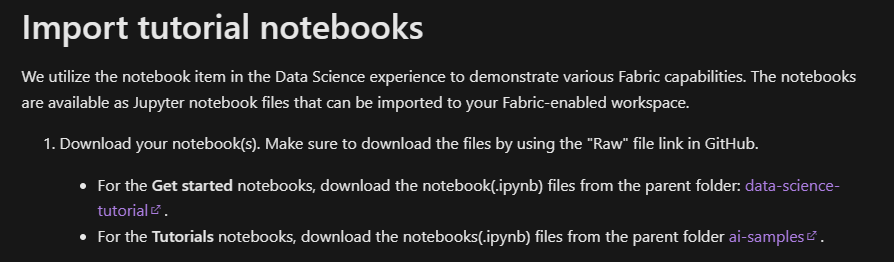 Import tutorial notebooks
We utilize the notebook item in the Data Science experience to demonstrate various Fabric capabilities. The notebooks
are available as Jupyter notebook files that can be imported to your Fabric-enabled workspace.
1. Download your notebook(s). Make sure to download the files by using the "Raw" file link in GitHub.
• For the Get started notebooks, download the notebook(.ipynb) files from the parent folder: data-science-
tutorial .
• For the Tutorials notebooks, download the notebooks(.ipynb) files from the parent folder ai-samples .